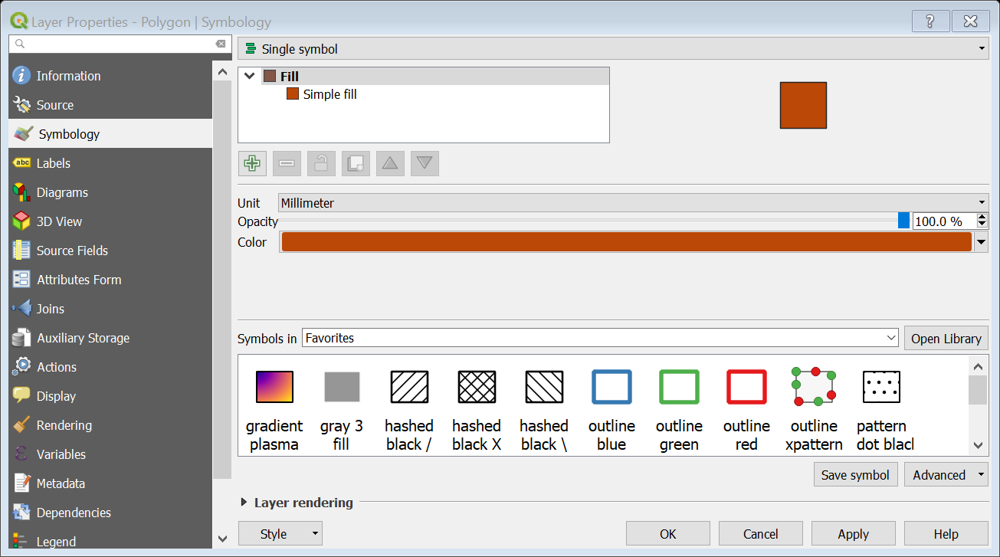 Layer Properties - Polygon | Symbology
Information
Source
Symbology
abc Labels
Diagrams
3D View
Source Fields
Attributes Form
Joins
Auxiliary Storage
Actions
Display
Rendering
Variables
Metadata
Dependencies
Legend
Single symbol
Fill
Simple fill
Unit Millimeter
Opacity 100.0 %
Color
Symbols in Favorites Open Library
gradient plasma
gray 3 fill
hashed black /
hashed black X
hashed black \
outline blue
outline green
outline red
outline xpattern
pattern dot blacl
Save symbol Advanced
Layer rendering
Style OK Cancel Apply Help